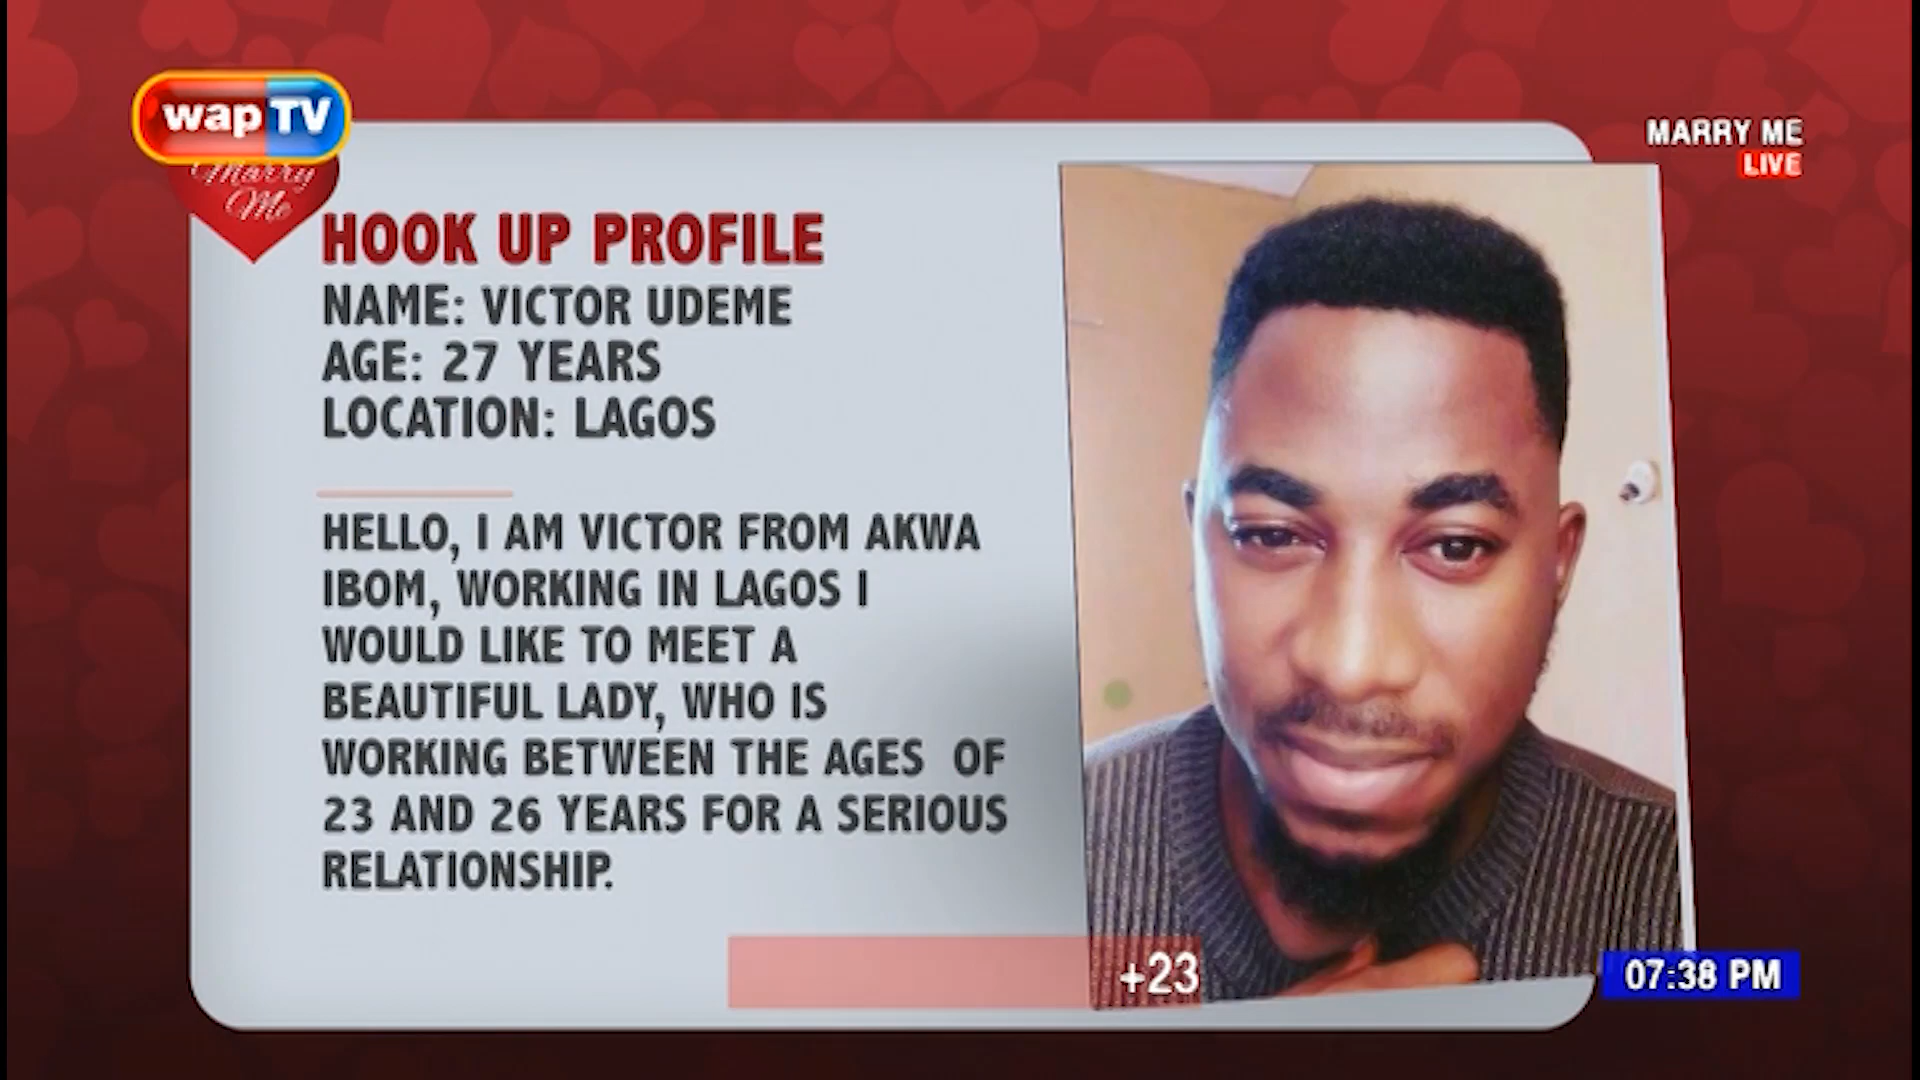 wapTV
Marry
Me
MARRY ME
LIVE
HOOK UP PROFILE
NAME: VICTOR UDEME
AGE: 27 YEARS
LOCATION: LAGOS
HELLO, I AM VICTOR FROM AKWA
IBOM, WORKING IN LAGOS I
WOULD LIKE TO MEET A
BEAUTIFUL LADY, WHO IS
WORKING BETWEEN THE AGES  OF
23 AND 26 YEARS FOR A SERIOUS
RELATIONSHIP.
+23
07:38 PM